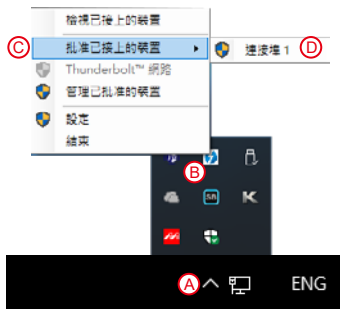 檢視已接上的裝置
C 批准已接上的裝置 連接埠 1 D
Thunderbolt™ 網路
管理已批准的裝置
設定
結束
B
SR K
A ENG